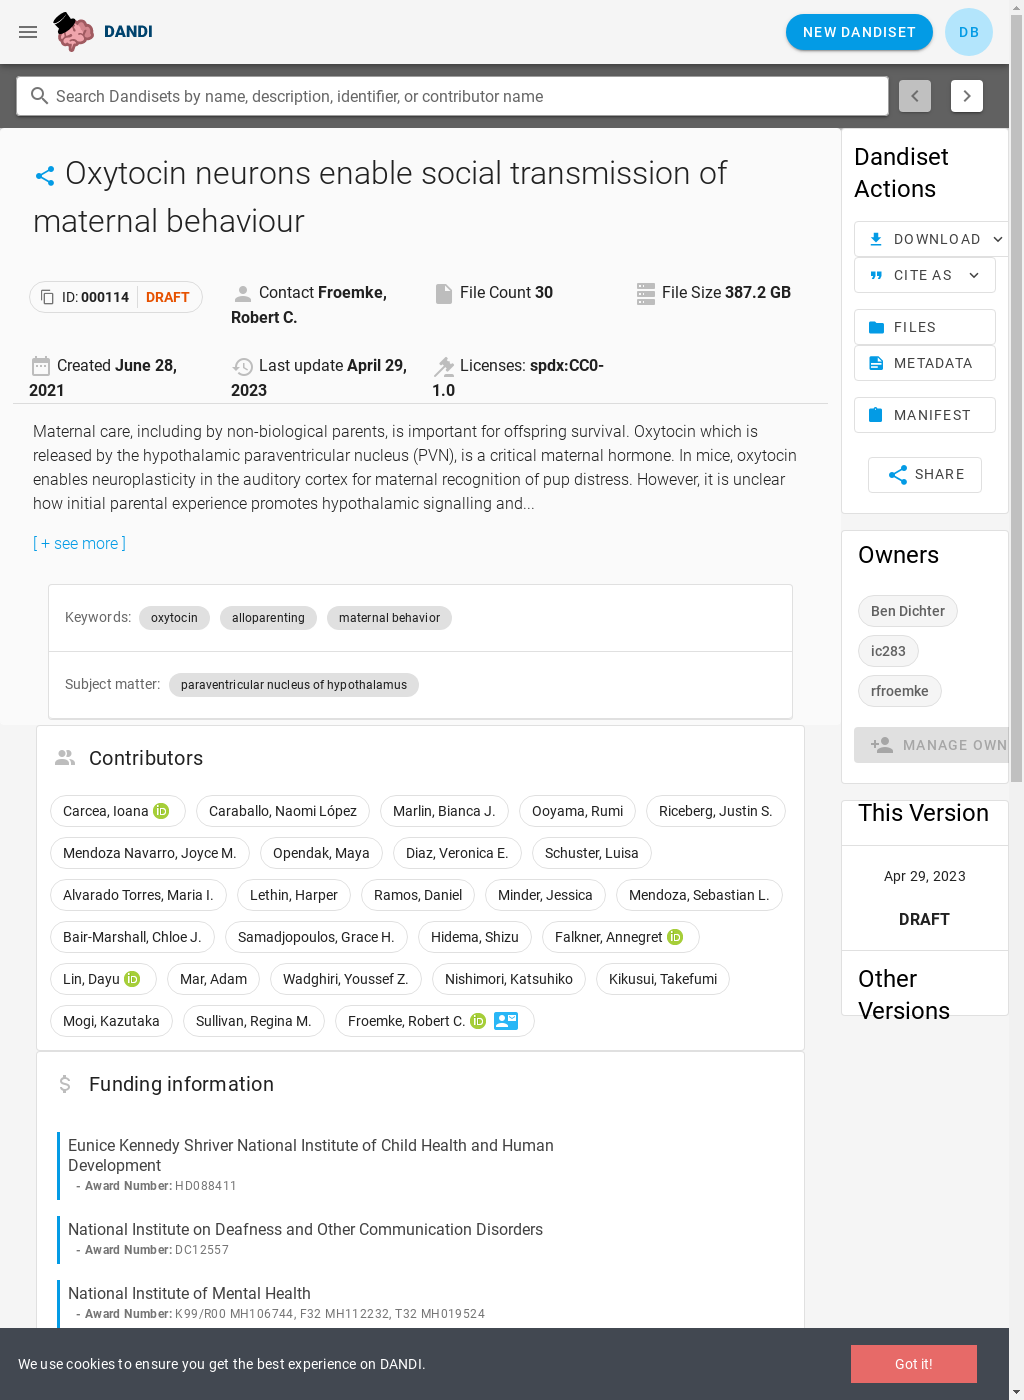 DANDI
NEW DANDISET
DB
Search Dandisets by name, description, identifier, or contributor name
Oxytocin neurons enable social transmission of
maternal behaviour
ID: 000114 DRAFT
Contact Froemke,
Robert C.
File Count 30
File Size 387.2 GB
Created June 28,
2021
Last update April 29,
2023
Licenses: spdx:CC0-
1.0
Maternal care, including by non-biological parents, is important for offspring survival. Oxytocin which is
released by the hypothalamic paraventricular nucleus (PVN), is a critical maternal hormone. In mice, oxytocin
enables neuroplasticity in the auditory cortex for maternal recognition of pup distress. However, it is unclear
how initial parental experience promotes hypothalamic signalling and...
[ + see more ]
Keywords: oxytocin alloparenting maternal behavior
Subject matter: paraventricular nucleus of hypothalamus
Contributors
Carcea, Ioana iD Caraballo, Naomi López Marlin, Bianca J. Ooyama, Rumi Riceberg, Justin S.
Mendoza Navarro, Joyce M. Opendak, Maya Diaz, Veronica E. Schuster, Luisa
Alvarado Torres, Maria I. Lethin, Harper Ramos, Daniel Minder, Jessica Mendoza, Sebastian L.
Bair-Marshall, Chloe J. Samadjopoulos, Grace H. Hidema, Shizu Falkner, Annegret iD
Lin, Dayu iD Mar, Adam Wadghiri, Youssef Z. Nishimori, Katsuhiko Kikusui, Takefumi
Mogi, Kazutaka Sullivan, Regina M. Froemke, Robert C. iD
Funding information
Eunice Kennedy Shriver National Institute of Child Health and Human
Development
- Award Number: HD088411
National Institute on Deafness and Other Communication Disorders
- Award Number: DC12557
National Institute of Mental Health
- Award Number: K99/R00 MH106744, F32 MH112232, T32 MH019524
Dandiset
Actions
DOWNLOAD
CITE AS
FILES
METADATA
MANIFEST
SHARE
Owners
Ben Dichter
ic283
rfroemke
MANAGE OWN
This Version
Apr 29, 2023
DRAFT
Other
Versions
We use cookies to ensure you get the best experience on DANDI.
Got it!